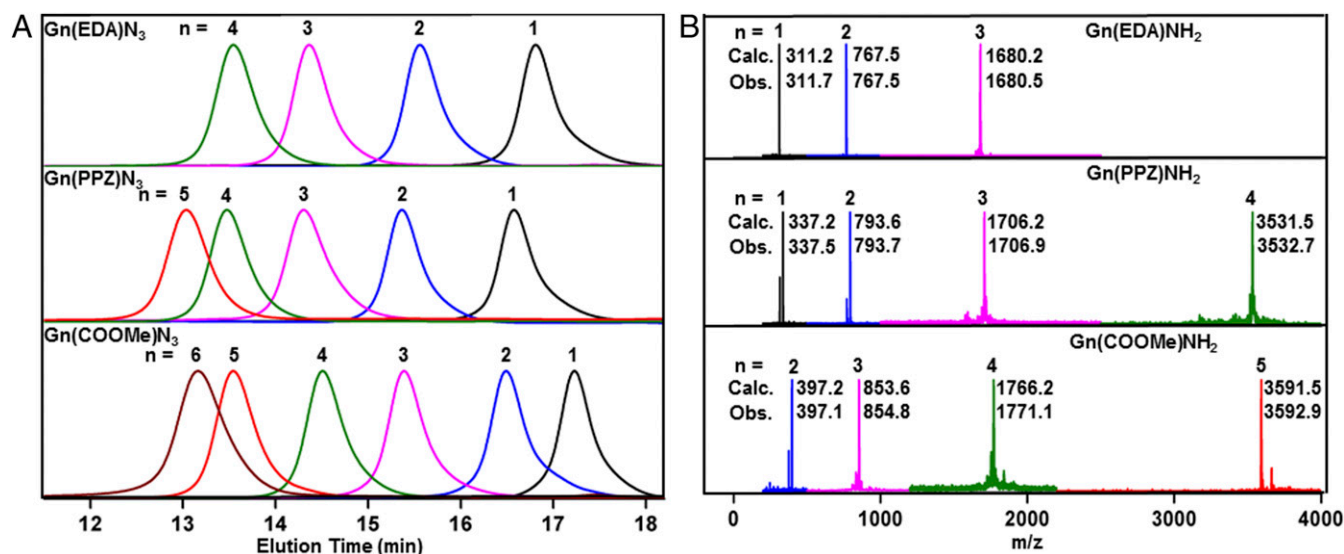 A
Gn(EDA)N₃ n = 4 3 2 1
Gn(PPZ)N₃
n = 5 4 3 2 1
Gn(COOMe)N₃
n = 6 5 4 3 2 1
12 13 14 15 16 17 18
Elution Time (min)
B
n = 1 2 3 Gn(EDA)NH₂
Calc. 311.2 767.5 1680.2
Obs. 311.7 767.5 1680.5
Gn(PPZ)NH₂
n = 1 2 3 4
Calc. 337.2 793.6 1706.2 3531.5
Obs. 337.5 793.7 1706.9 3532.7
Gn(COOMe)NH₂
n = 2 3 4 5
Calc. 397.2 853.6 1766.2 3591.5
Obs. 397.1 854.8 1771.1 3592.9
0 1000 2000 3000 4000
m/z